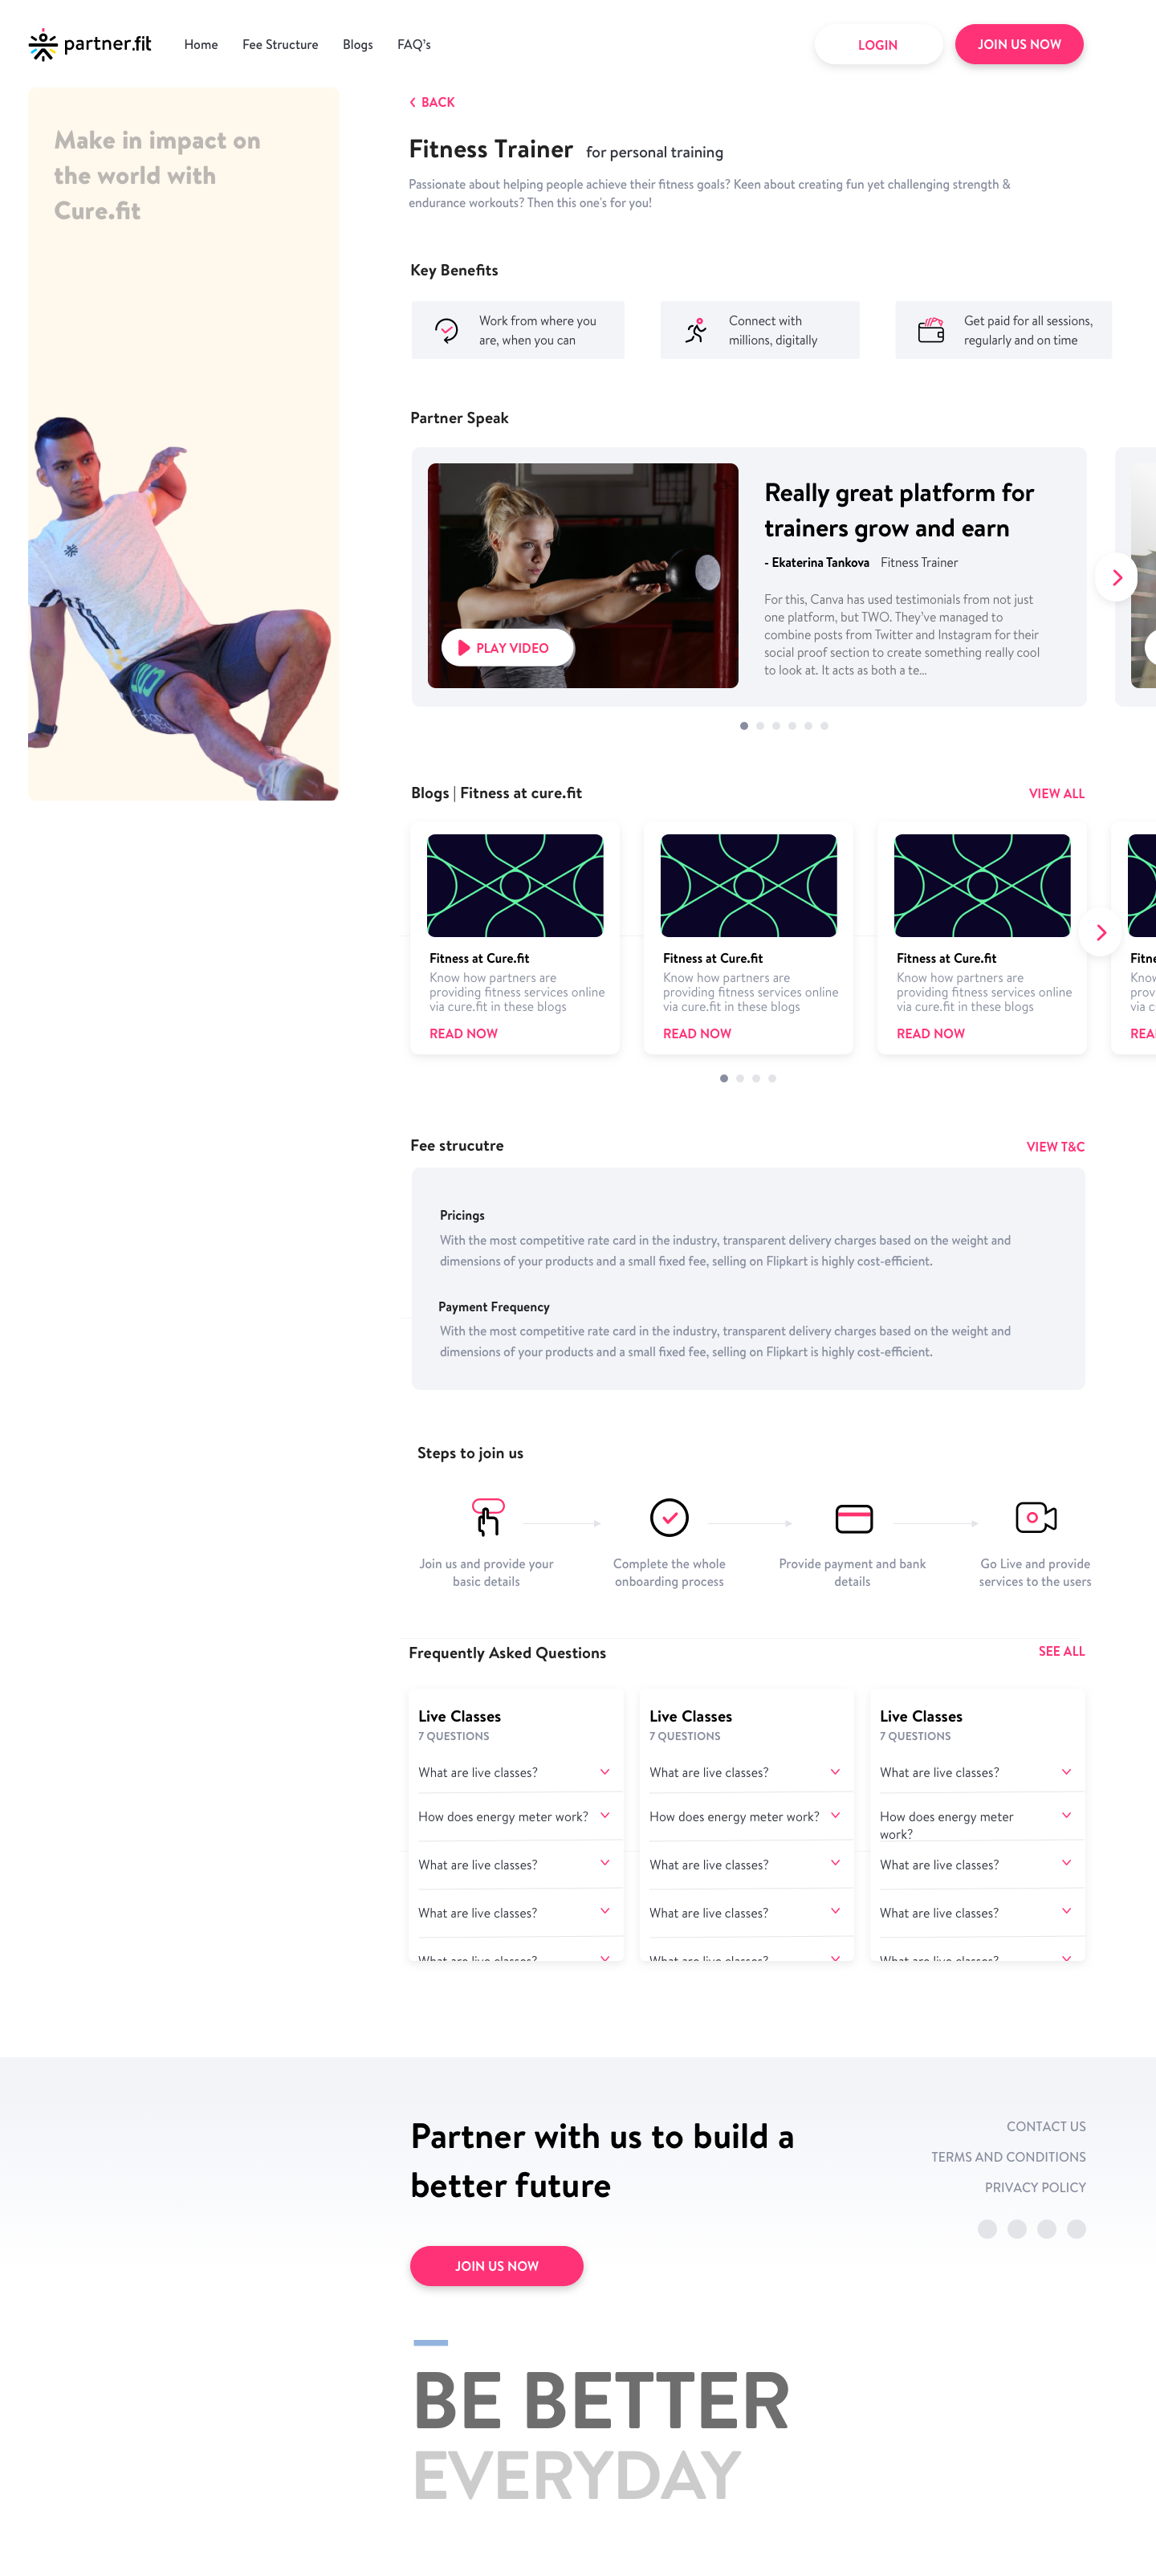 partner.fit
Home
Fee Structure
Blogs
FAQ's
LOGIN
JOIN US NOW
Make in impact on
the world with
Cure.fit
BACK
Fitness Trainer for personal training
Passionate about helping people achieve their fitness goals? Keen about creating fun yet challenging strength &
endurance workouts? Then this one's for you!
Key Benefits
Work from where you
are, when you can
Connect with
millions, digitally
Get paid for all sessions,
regularly and on time
Partner Speak
PLAY VIDEO
Really great platform for
trainers grow and earn
- Ekaterina Tankova Fitness Trainer
For this, Canva has used testimonials from not just
one platform, but TWO. They've managed to
combine posts from Twitter and Instagram for their
social proof section to create something really cool
to look at. It acts as both a te...
Blogs | Fitness at cure.fit
VIEW ALL
Fitness at Cure.fit
Know how partners are
providing fitness services online
via cure.fit in these blogs
READ NOW
Fitness at Cure.fit
Know how partners are
providing fitness services online
via cure.fit in these blogs
READ NOW
Fitness at Cure.fit
Know how partners are
providing fitness services online
via cure.fit in these blogs
READ NOW
Fee strucutre
VIEW T&C
Pricings
With the most competitive rate card in the industry, transparent delivery charges based on the weight and
dimensions of your products and a small fixed fee, selling on Flipkart is highly cost-efficient.
Payment Frequency
With the most competitive rate card in the industry, transparent delivery charges based on the weight and
dimensions of your products and a small fixed fee, selling on Flipkart is highly cost-efficient.
Steps to join us
Join us and provide your
basic details
Complete the whole
onboarding process
Provide payment and bank
details
Go Live and provide
services to the users
Frequently Asked Questions
SEE ALL
Live Classes
7 QUESTIONS
What are live classes?
How does energy meter work?
What are live classes?
What are live classes?
What are live classes?
Live Classes
7 QUESTIONS
What are live classes?
How does energy meter work?
What are live classes?
What are live classes?
What are live classes?
Live Classes
7 QUESTIONS
What are live classes?
How does energy meter
work?
What are live classes?
What are live classes?
What are live classes?
Partner with us to build a
better future
JOIN US NOW
CONTACT US
TERMS AND CONDITIONS
PRIVACY POLICY
BE BETTER
EVERYDAY